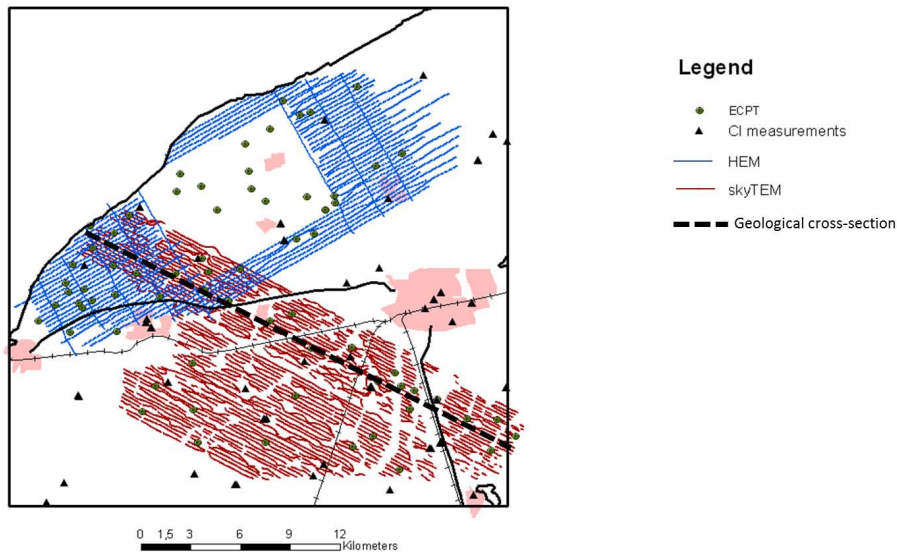 Legend
ECPT
CI measurements
HEM
skyTEM
Geological cross-section
0 1,5 3 6 9 12
Kilometers